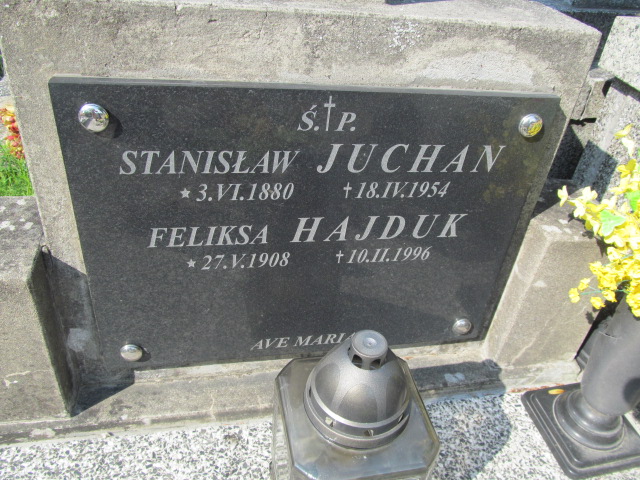 Ś.†P.
STANISŁAW JUCHAN
★3.VI.1880 †18.IV.1954
FELIKSA HAJDUK
★27.V.1908 †10.II.1996
AVE MARIA